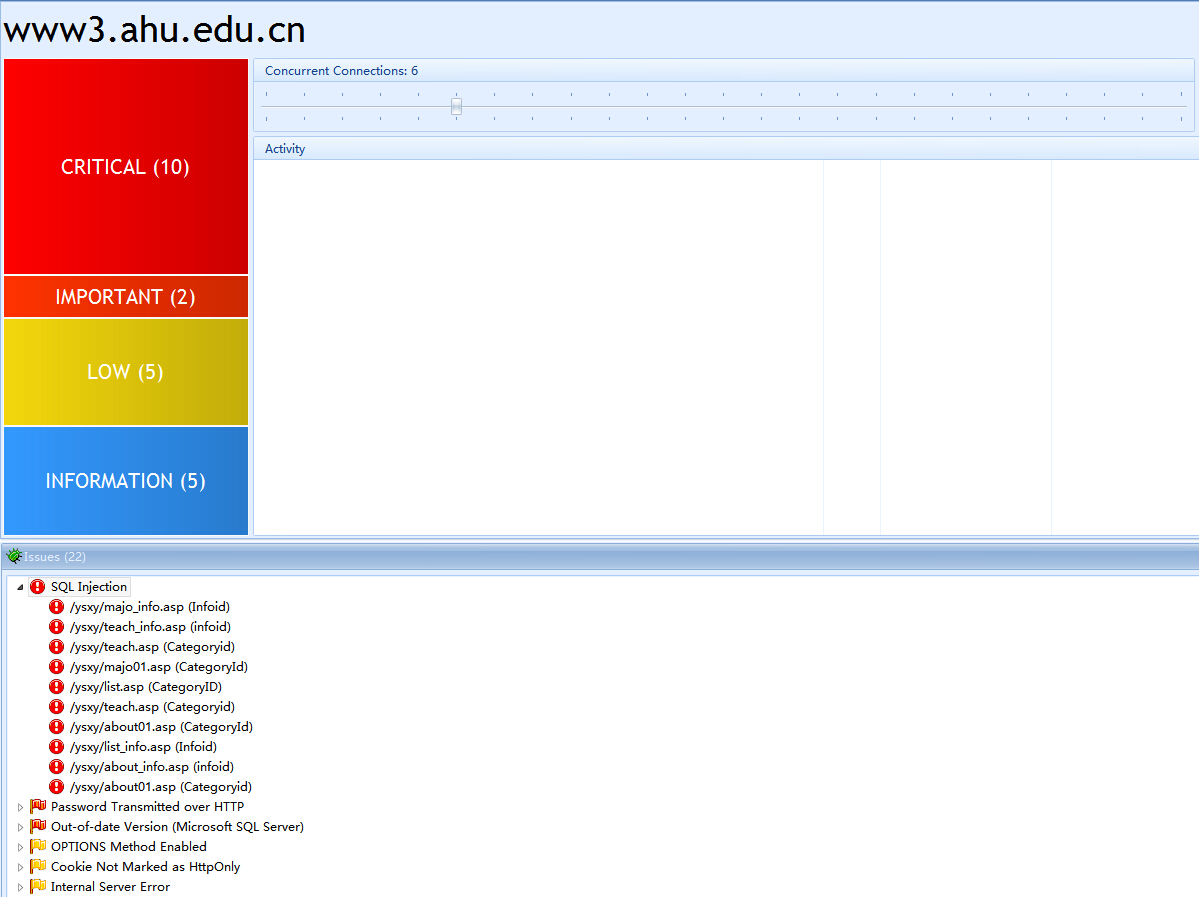 www3.ahu.edu.cn
CRITICAL (10)
IMPORTANT (2)
LOW (5)
INFORMATION (5)
Concurrent Connections: 6
Activity
Issues (22)
SQL Injection
/ysxy/majo_info.asp (Infoid)
/ysxy/teach_info.asp (infoid)
/ysxy/teach.asp (Categoryid)
/ysxy/majo01.asp (CategoryId)
/ysxy/list.asp (CategoryID)
/ysxy/teach.asp (Categoryid)
/ysxy/about01.asp (CategoryId)
/ysxy/list_info.asp (Infoid)
/ysxy/about_info.asp (infoid)
/ysxy/about01.asp (Categoryid)
Password Transmitted over HTTP
Out-of-date Version (Microsoft SQL Server)
OPTIONS Method Enabled
Cookie Not Marked as HttpOnly
Internal Server Error